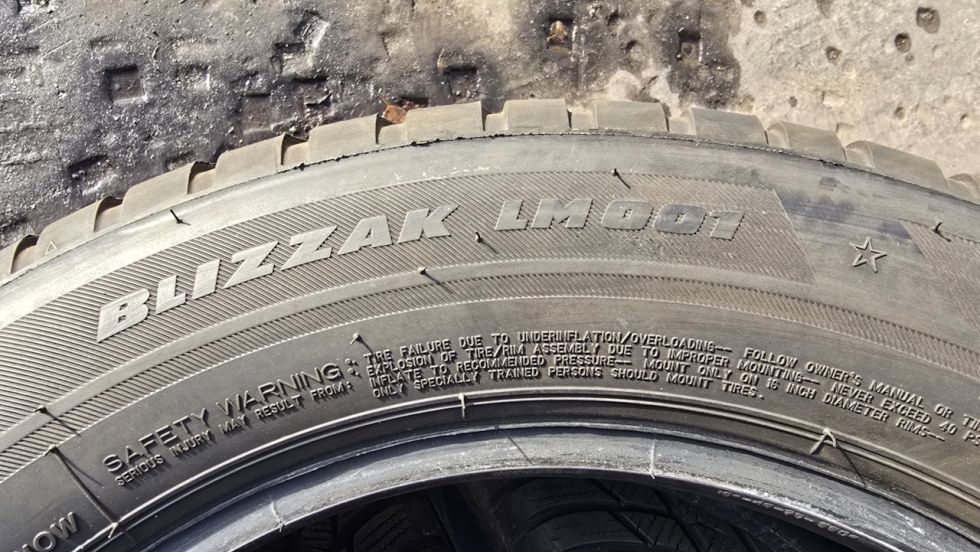 BLIZZAK LM001
SAFETY WARNING:
SERIOUS INJURY MAY RESULT FROM:
TIRE FAILURE DUE TO UNDERINFLATION/OVERLOADING— FOLLOW OWNER'S MANUAL OR
EXPLOSION OF TIRE/RIM ASSEMBLY DUE TO IMPROPER MOUNTING— NEVER EXCEED 40
INFLATE TO RECOMMENDED PRESSURE— MOUNT ONLY ON 16 INCH DIAMETER RIMS—
ONLY SPECIALLY TRAINED PERSONS SHOULD MOUNT TIRES.